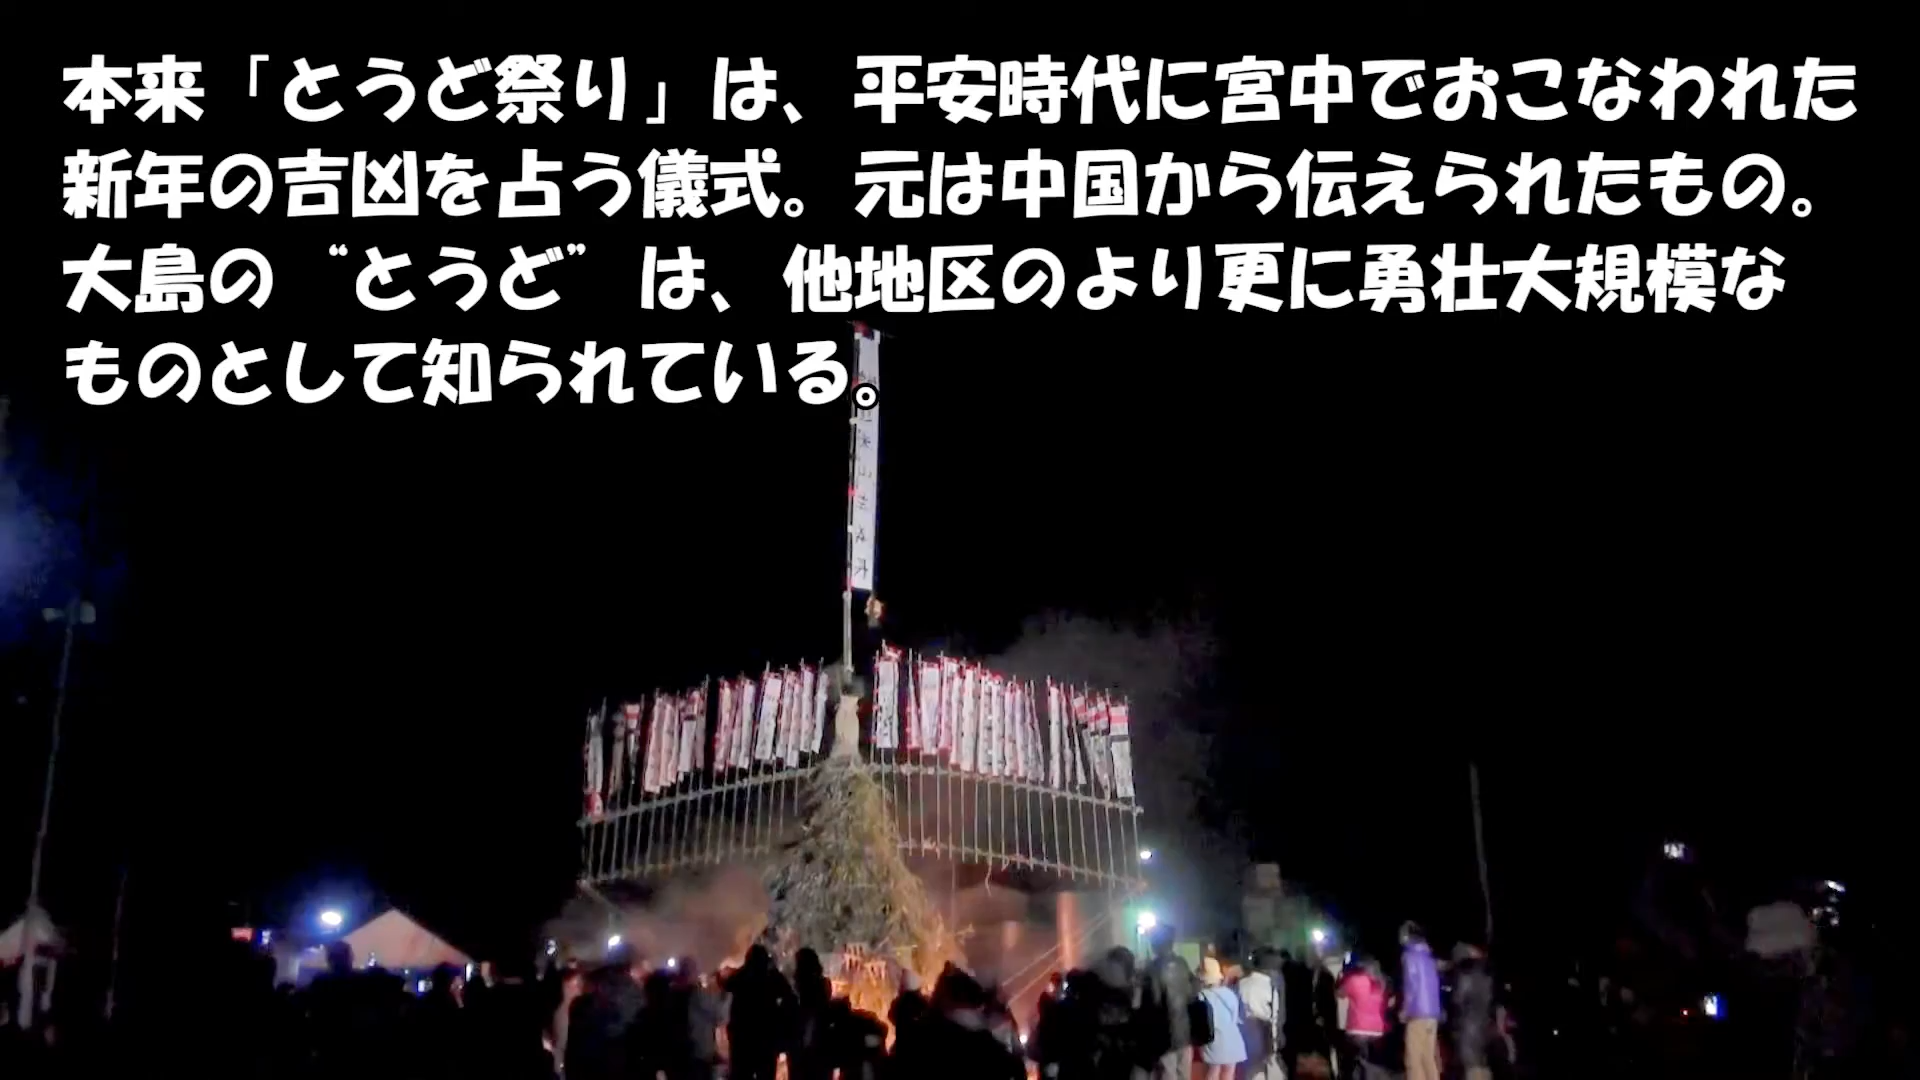 本来「とうど祭り」は、平安時代に宮中でおこなわれた
新年の吉凶を占う儀式。元は中国から伝えられたもの。
大島の“とうど”は、他地区のより更に勇壮大規模な
ものとして知られている。